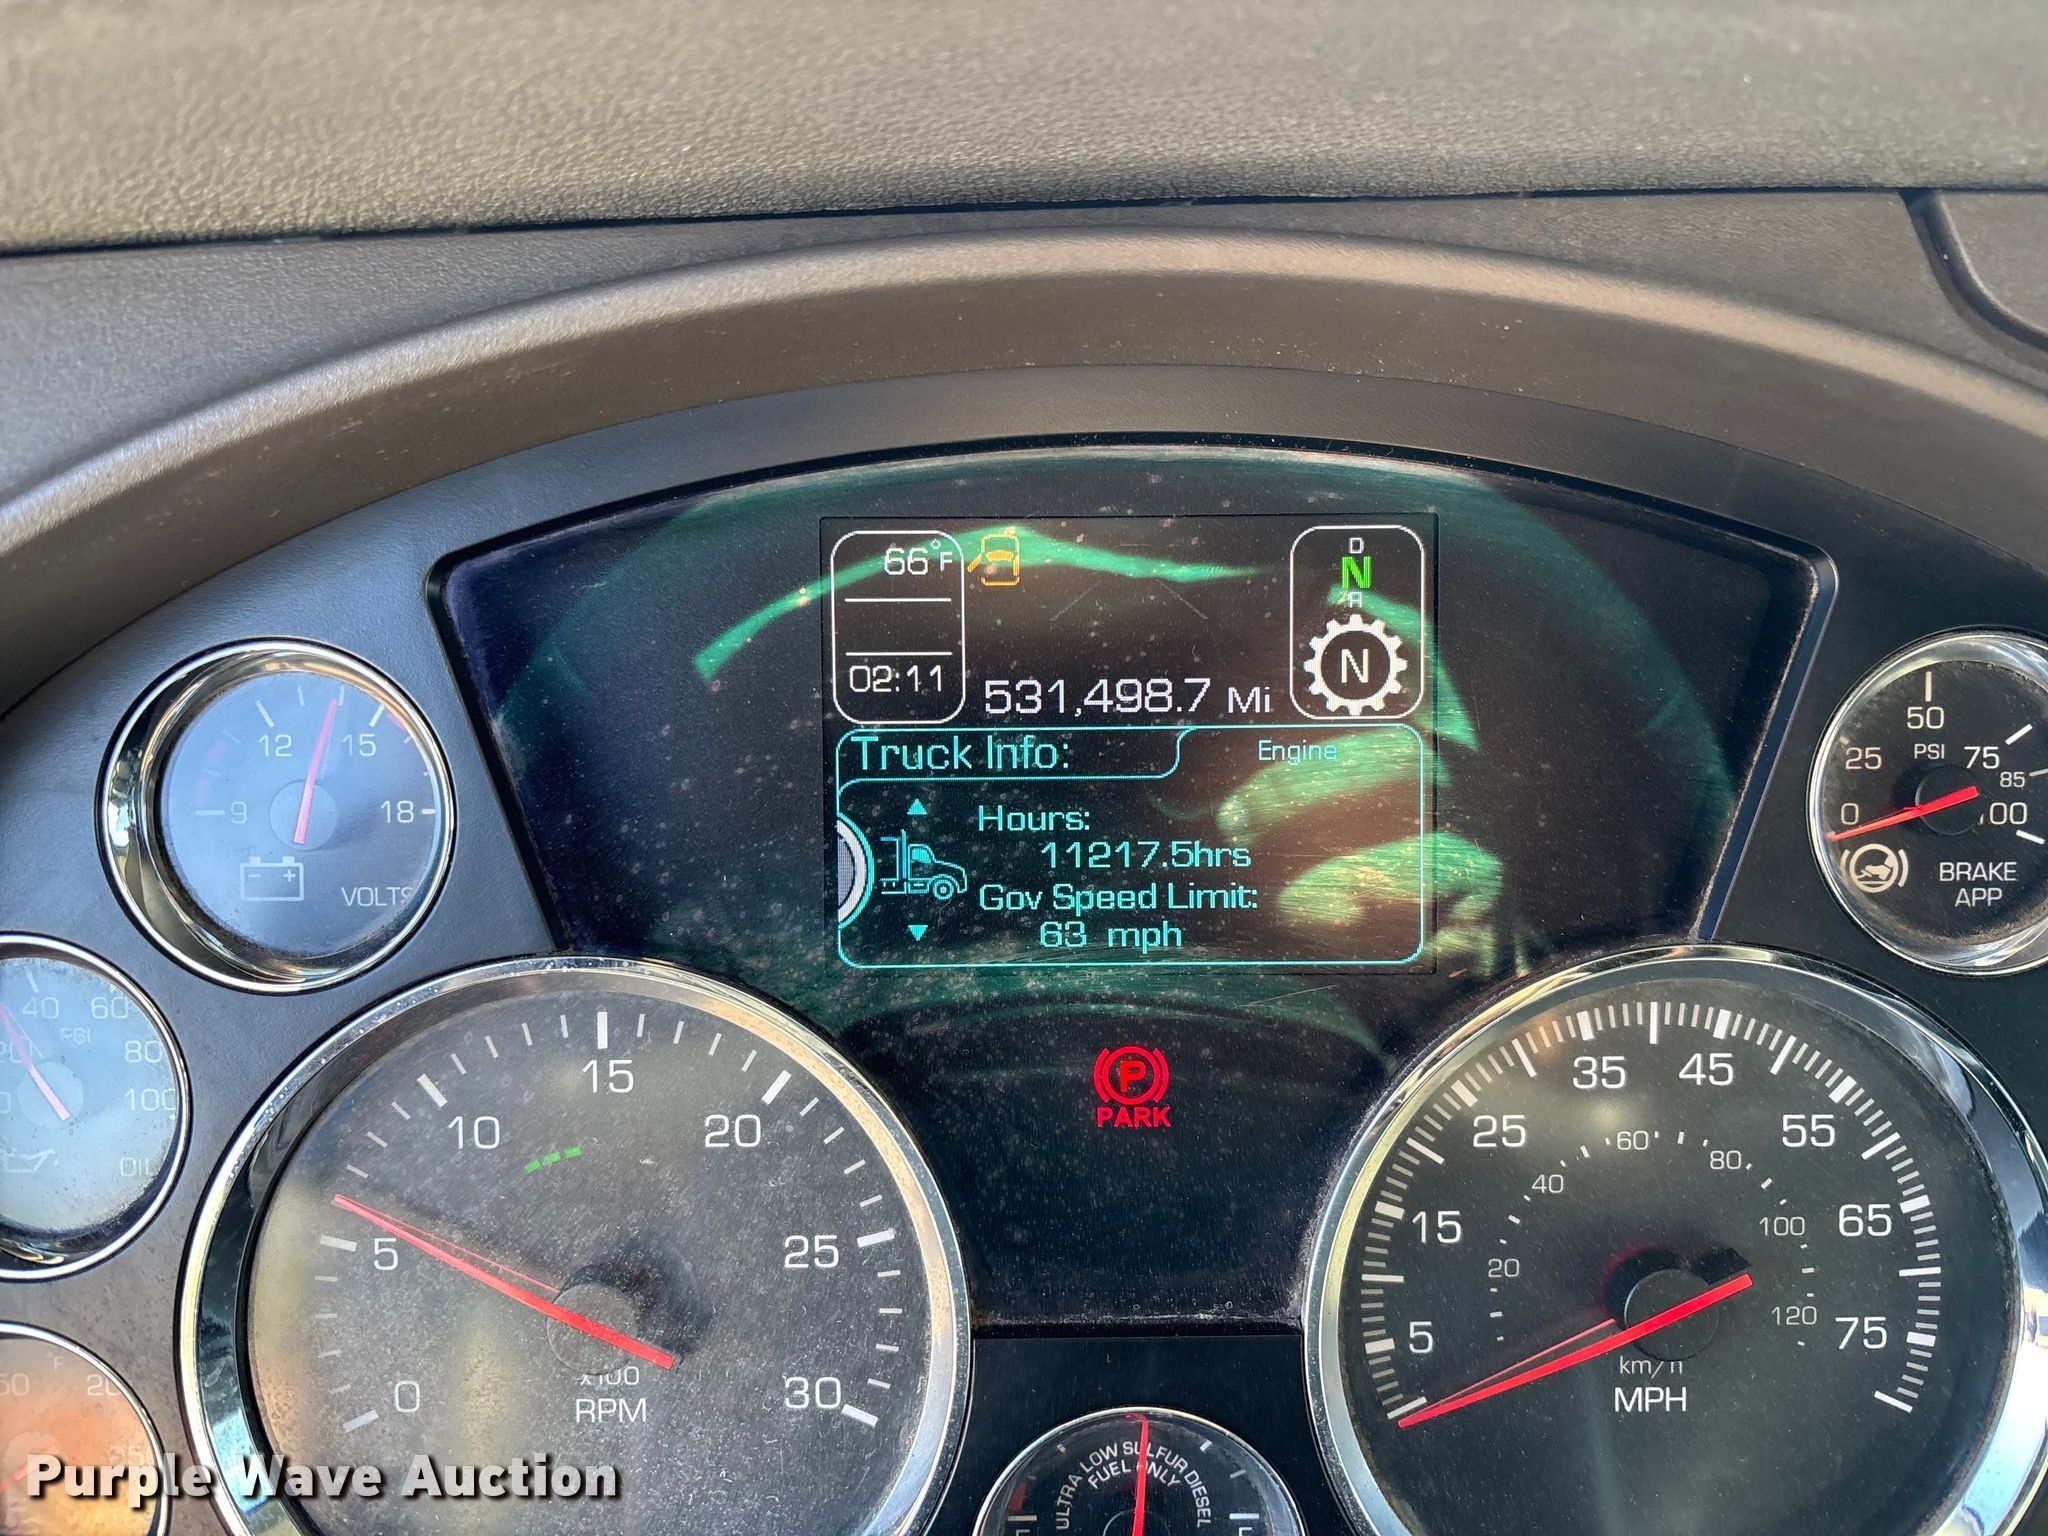 66°F
D
N
A
N
02:11
531,498.7 Mi
Truck Info:
Engine
Hours:
11217.5hrs
Gov Speed Limit:
63 mph
9
12
15
18
VOLTS
0
25
50
75
85
100
PSI
BRAKE
APP
40
60
80
100
PSI
OIL
P
PARK
0
5
10
15
20
25
30
x100
RPM
5
15
25
35
45
55
65
75
20
40
60
80
100
120
km/h
MPH
ULTRA LOW SULFUR DIESEL
FUEL ONLY
°F
Purple Wave Auction